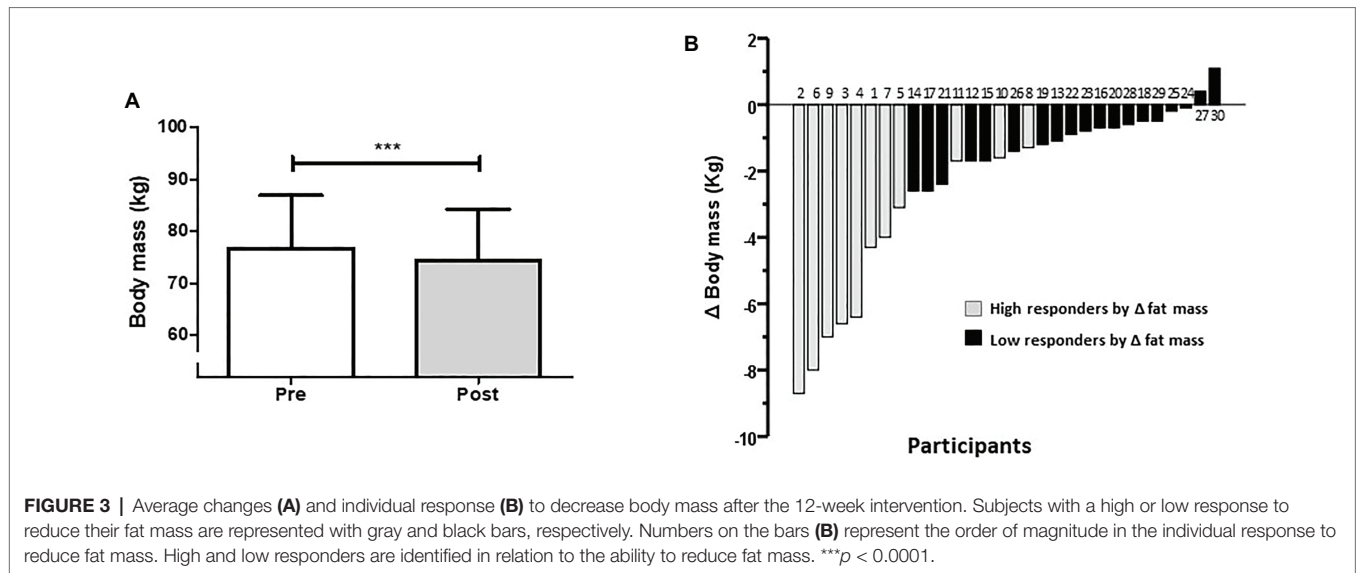 A
100
90
80
70
60
Body mass (kg)
***
Pre
Post
B
2
0
-2
-4
-6
-8
-10
Δ Body mass (Kg)
2 6 9 3 4 1 7 5 14 17 21 11 12 15 10 26 8 19 13 22 23 16 20 28 18 29 25 24
27 30
High responders by Δ fat mass
Low responders by Δ fat mass
Participants
FIGURE 3 | Average changes (A) and individual response (B) to decrease body mass after the 12-week intervention. Subjects with a high or low response to
reduce their fat mass are represented with gray and black bars, respectively. Numbers on the bars (B) represent the order of magnitude in the individual response to
reduce fat mass. High and low responders are identified in relation to the ability to reduce fat mass. ***p < 0.0001.